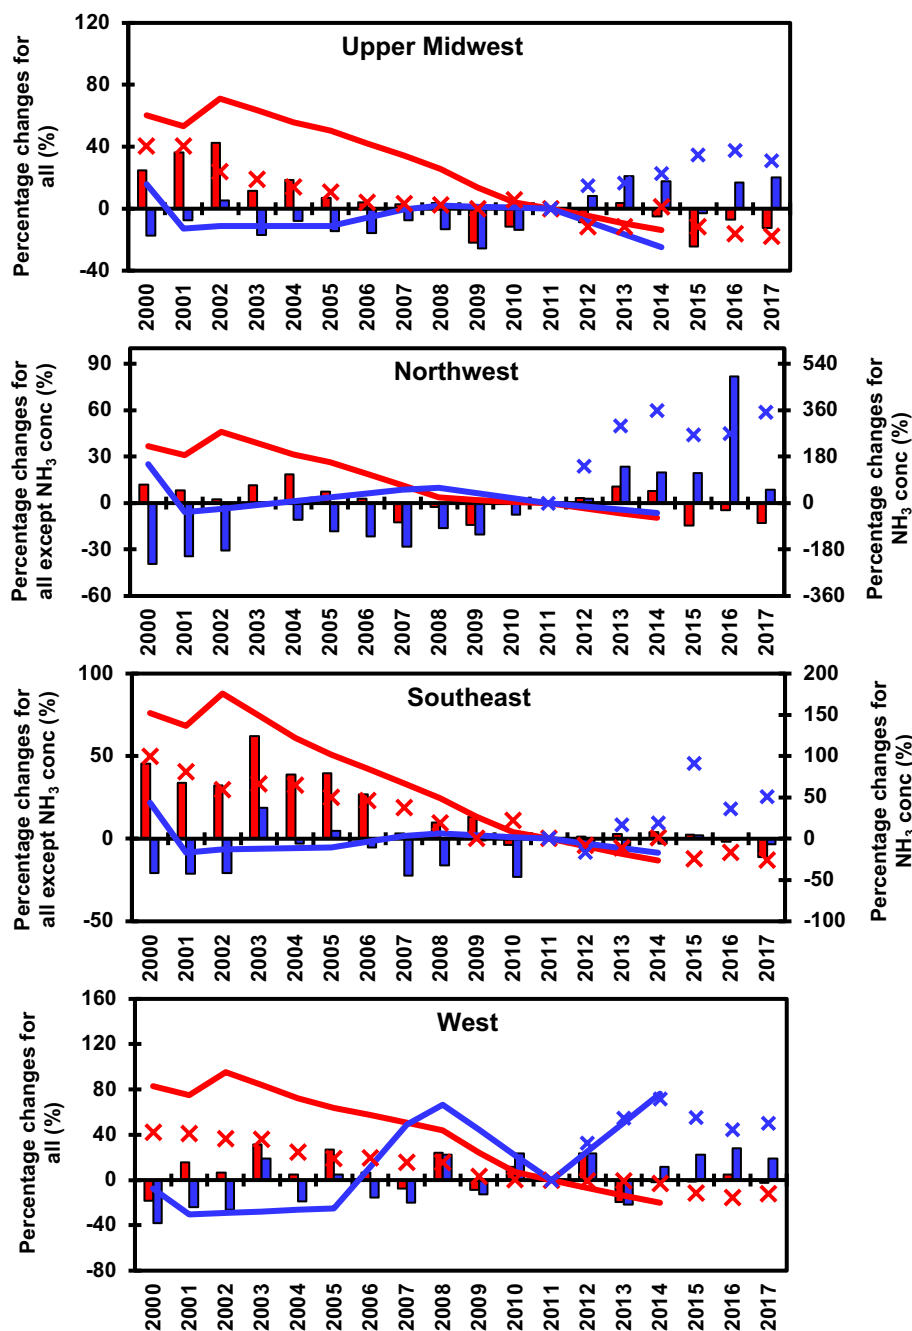 Upper Midwest
Percentage changes for
all (%)
120
80
40
0
-40
2000 2001 2002 2003 2004 2005 2006 2007 2008 2009 2010 2011 2012 2013 2014 2015 2016 2017
Northwest
Percentage changes for
all except NH₃ conc (%)
90
60
30
0
-30
-60
540
360
180
0
-180
-360
Percentage changes for
NH₃ conc (%)
2000 2001 2002 2003 2004 2005 2006 2007 2008 2009 2010 2011 2012 2013 2014 2015 2016 2017
Southeast
Percentage changes for
all except NH₃ conc (%)
100
50
0
-50
200
150
100
50
0
-50
-100
Percentage changes for
NH₃ conc (%)
2000 2001 2002 2003 2004 2005 2006 2007 2008 2009 2010 2011 2012 2013 2014 2015 2016 2017
West
Percentage changes for
all (%)
160
120
80
40
0
-40
-80
2000 2001 2002 2003 2004 2005 2006 2007 2008 2009 2010 2011 2012 2013 2014 2015 2016 2017